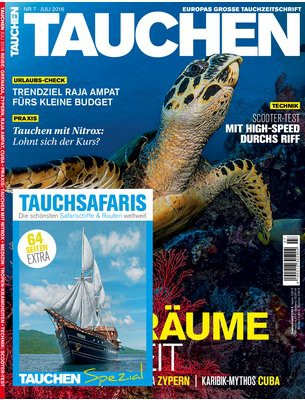 NR 7 · JULI 2016
EUROPAS GROSSE TAUCHZEITSCHRIFT
TAUCHEN
TAUCHEN
URLAUBS-CHECK
TRENDZIEL RAJA AMPAT
FÜRS KLEINE BUDGET
PRAXIS
Tauchen mit Nitrox:
Lohnt sich der Kurs?
TECHNIK
SCOOTER-TEST
MIT HIGH-SPEED
DURCHS RIFF
TAUCHSAFARIS
Die schönsten Safarischiffe & Routen weltweit
64
SEITEN
EXTRA
TAUCHEN Spezial
RÄUME
EIT
ZYPERN | KARIBIK-MYTHOS CUBA